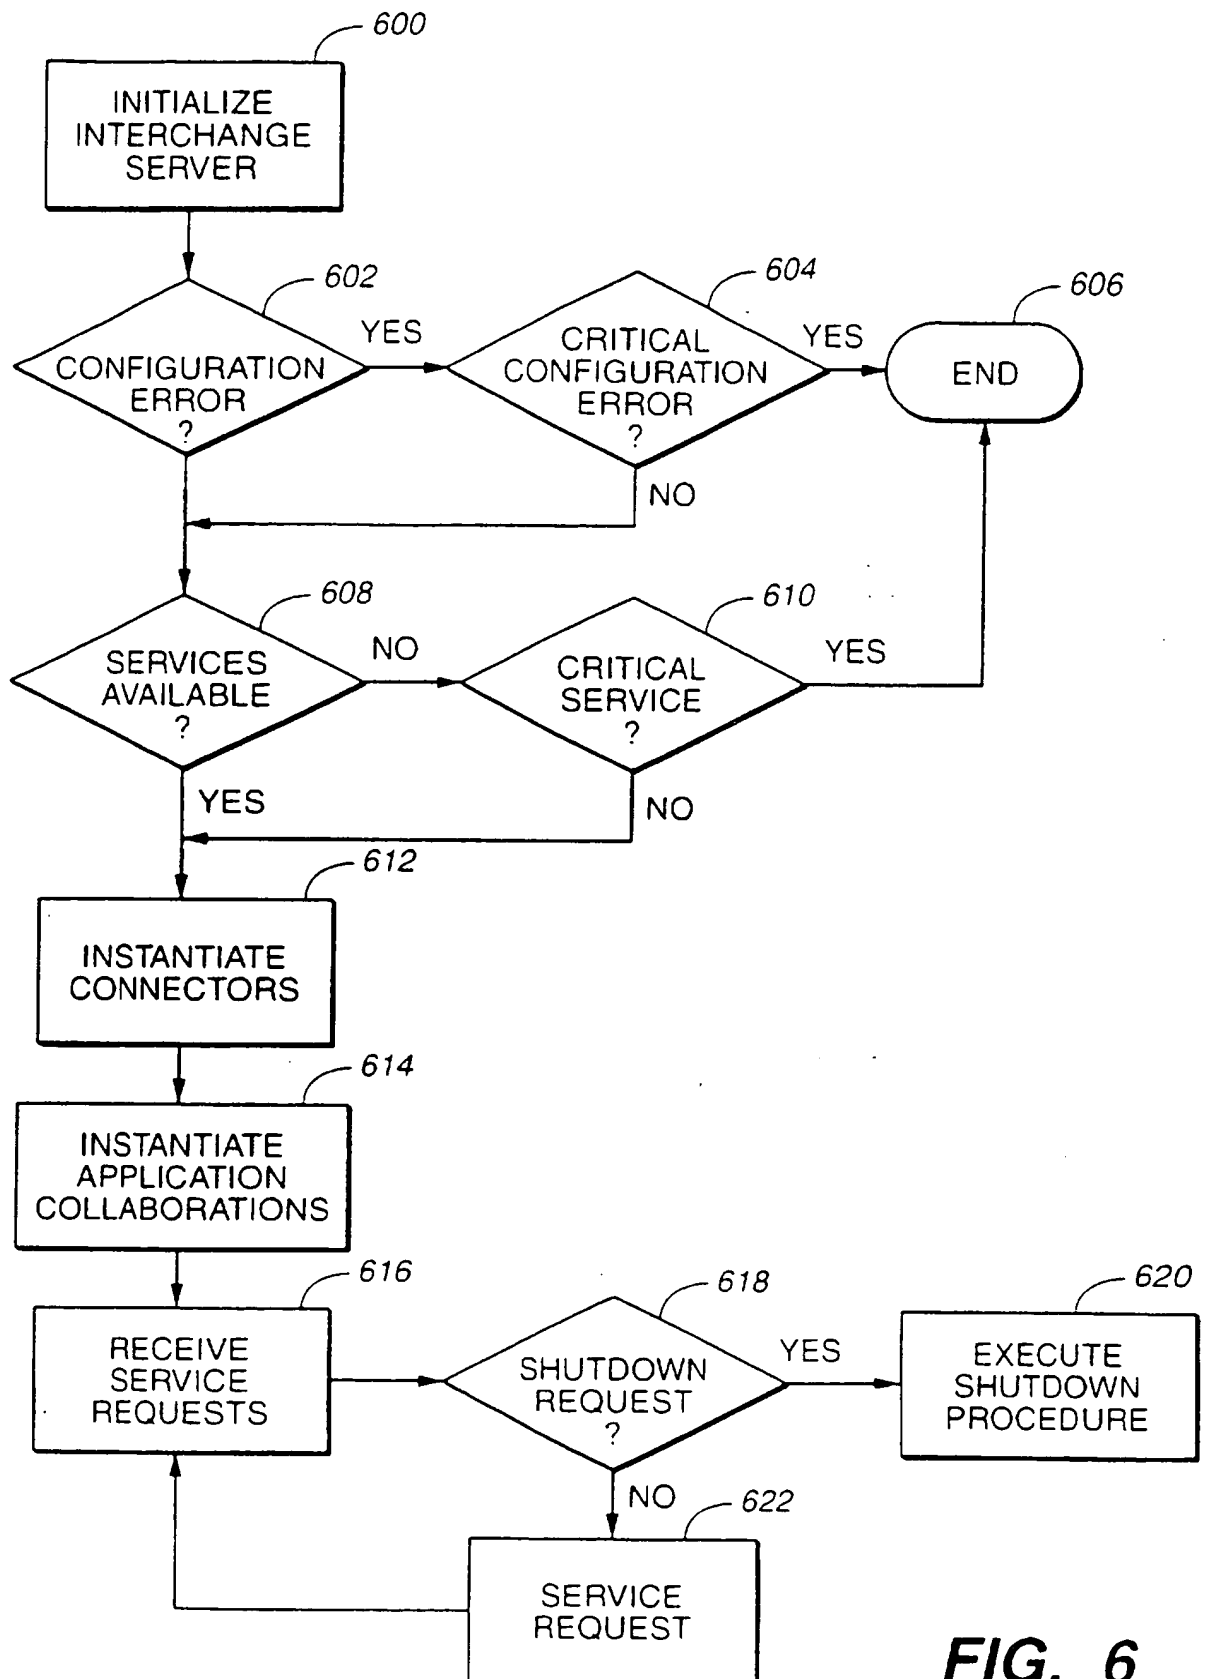 600
INITIALIZE
INTERCHANGE
SERVER
602
CONFIGURATION
ERROR
?
YES
604
CRITICAL
CONFIGURATION
ERROR
?
YES
606
END
NO
608
SERVICES
AVAILABLE
?
NO
610
CRITICAL
SERVICE
?
YES
YES
NO
612
INSTANTIATE
CONNECTORS
614
INSTANTIATE
APPLICATION
COLLABORATIONS
616
RECEIVE
SERVICE
REQUESTS
618
SHUTDOWN
REQUEST
?
YES
620
EXECUTE
SHUTDOWN
PROCEDURE
NO
622
SERVICE
REQUEST
FIG. 6